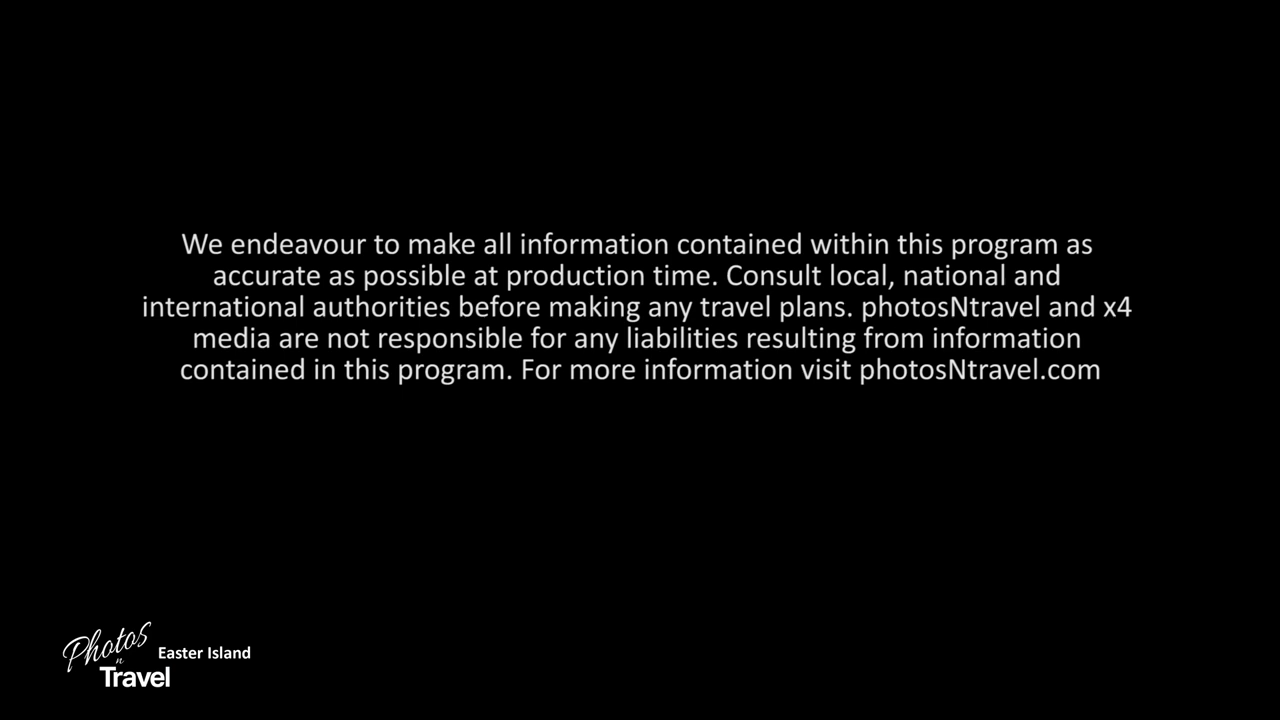 We endeavour to make all information contained within this program as
accurate as possible at production time. Consult local, national and
international authorities before making any travel plans. photosNtravel and x4
media are not responsible for any liabilities resulting from information
contained in this program. For more information visit photosNtravel.com
Photos
n
Travel
Easter Island